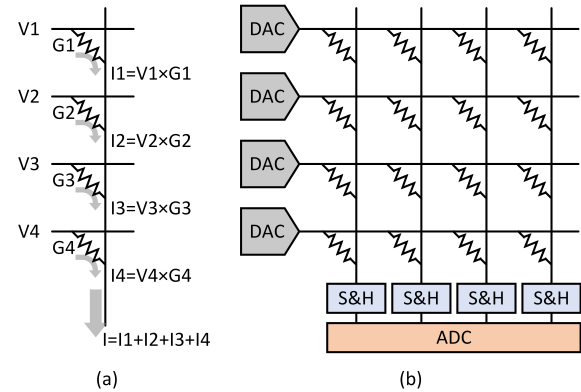 V1
G1
I1=V1×G1
V2
G2
I2=V2×G2
V3
G3
I3=V3×G3
V4
G4
I4=V4×G4
I=I1+I2+I3+I4
(a)
DAC
DAC
DAC
DAC
S&H S&H S&H S&H
ADC
(b)